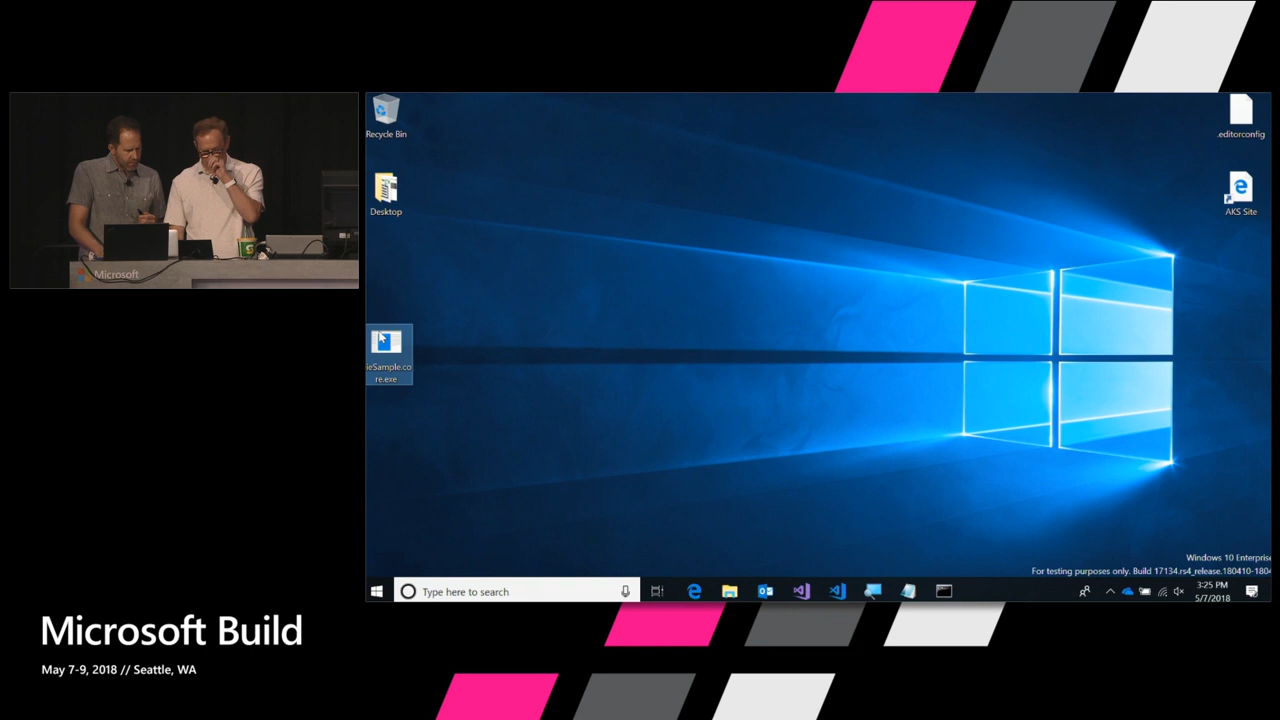 Recycle Bin
Desktop
ieSample.co
re.exe
.editorconfig
AKS Site
Microsoft
Windows 10 Enterpris
For testing purposes only. Build 17134.rs4_release.180410-1804
Type here to search
3:25 PM
5/7/2018
Microsoft Build
May 7-9, 2018 // Seattle, WA